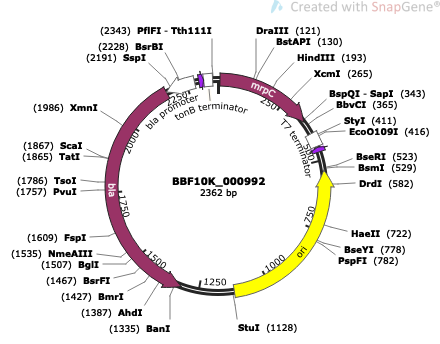 Created with SnapGene®
(2343) PflFI - Tth111I
(2228) BsrBI
(2191) SspI
DraIII (121)
BstAPI (130)
HindIII (193)
XcmI (265)
BspQI - SapI (343)
BbvCI (365)
StyI (411)
EcoO109I (416)
BseRI (523)
BsmI (529)
DrdI (582)
HaeII (722)
BseYI (778)
PspFI (782)
StuI (1128)
(1986) XmnI
(1867) ScaI
(1865) TatI
(1786) TsoI
(1757) PvuI
(1609) FspI
(1535) NmeAIII
(1507) BglI
(1467) BsrFI
(1427) BmrI
(1387) AhdI
(1335) BanI
mrpC
bla promoter
tonB terminator
T7 terminator
bla
ori
250
500
750
1000
1250
1500
1750
2000
2250
BBF10K_000992
2362 bp